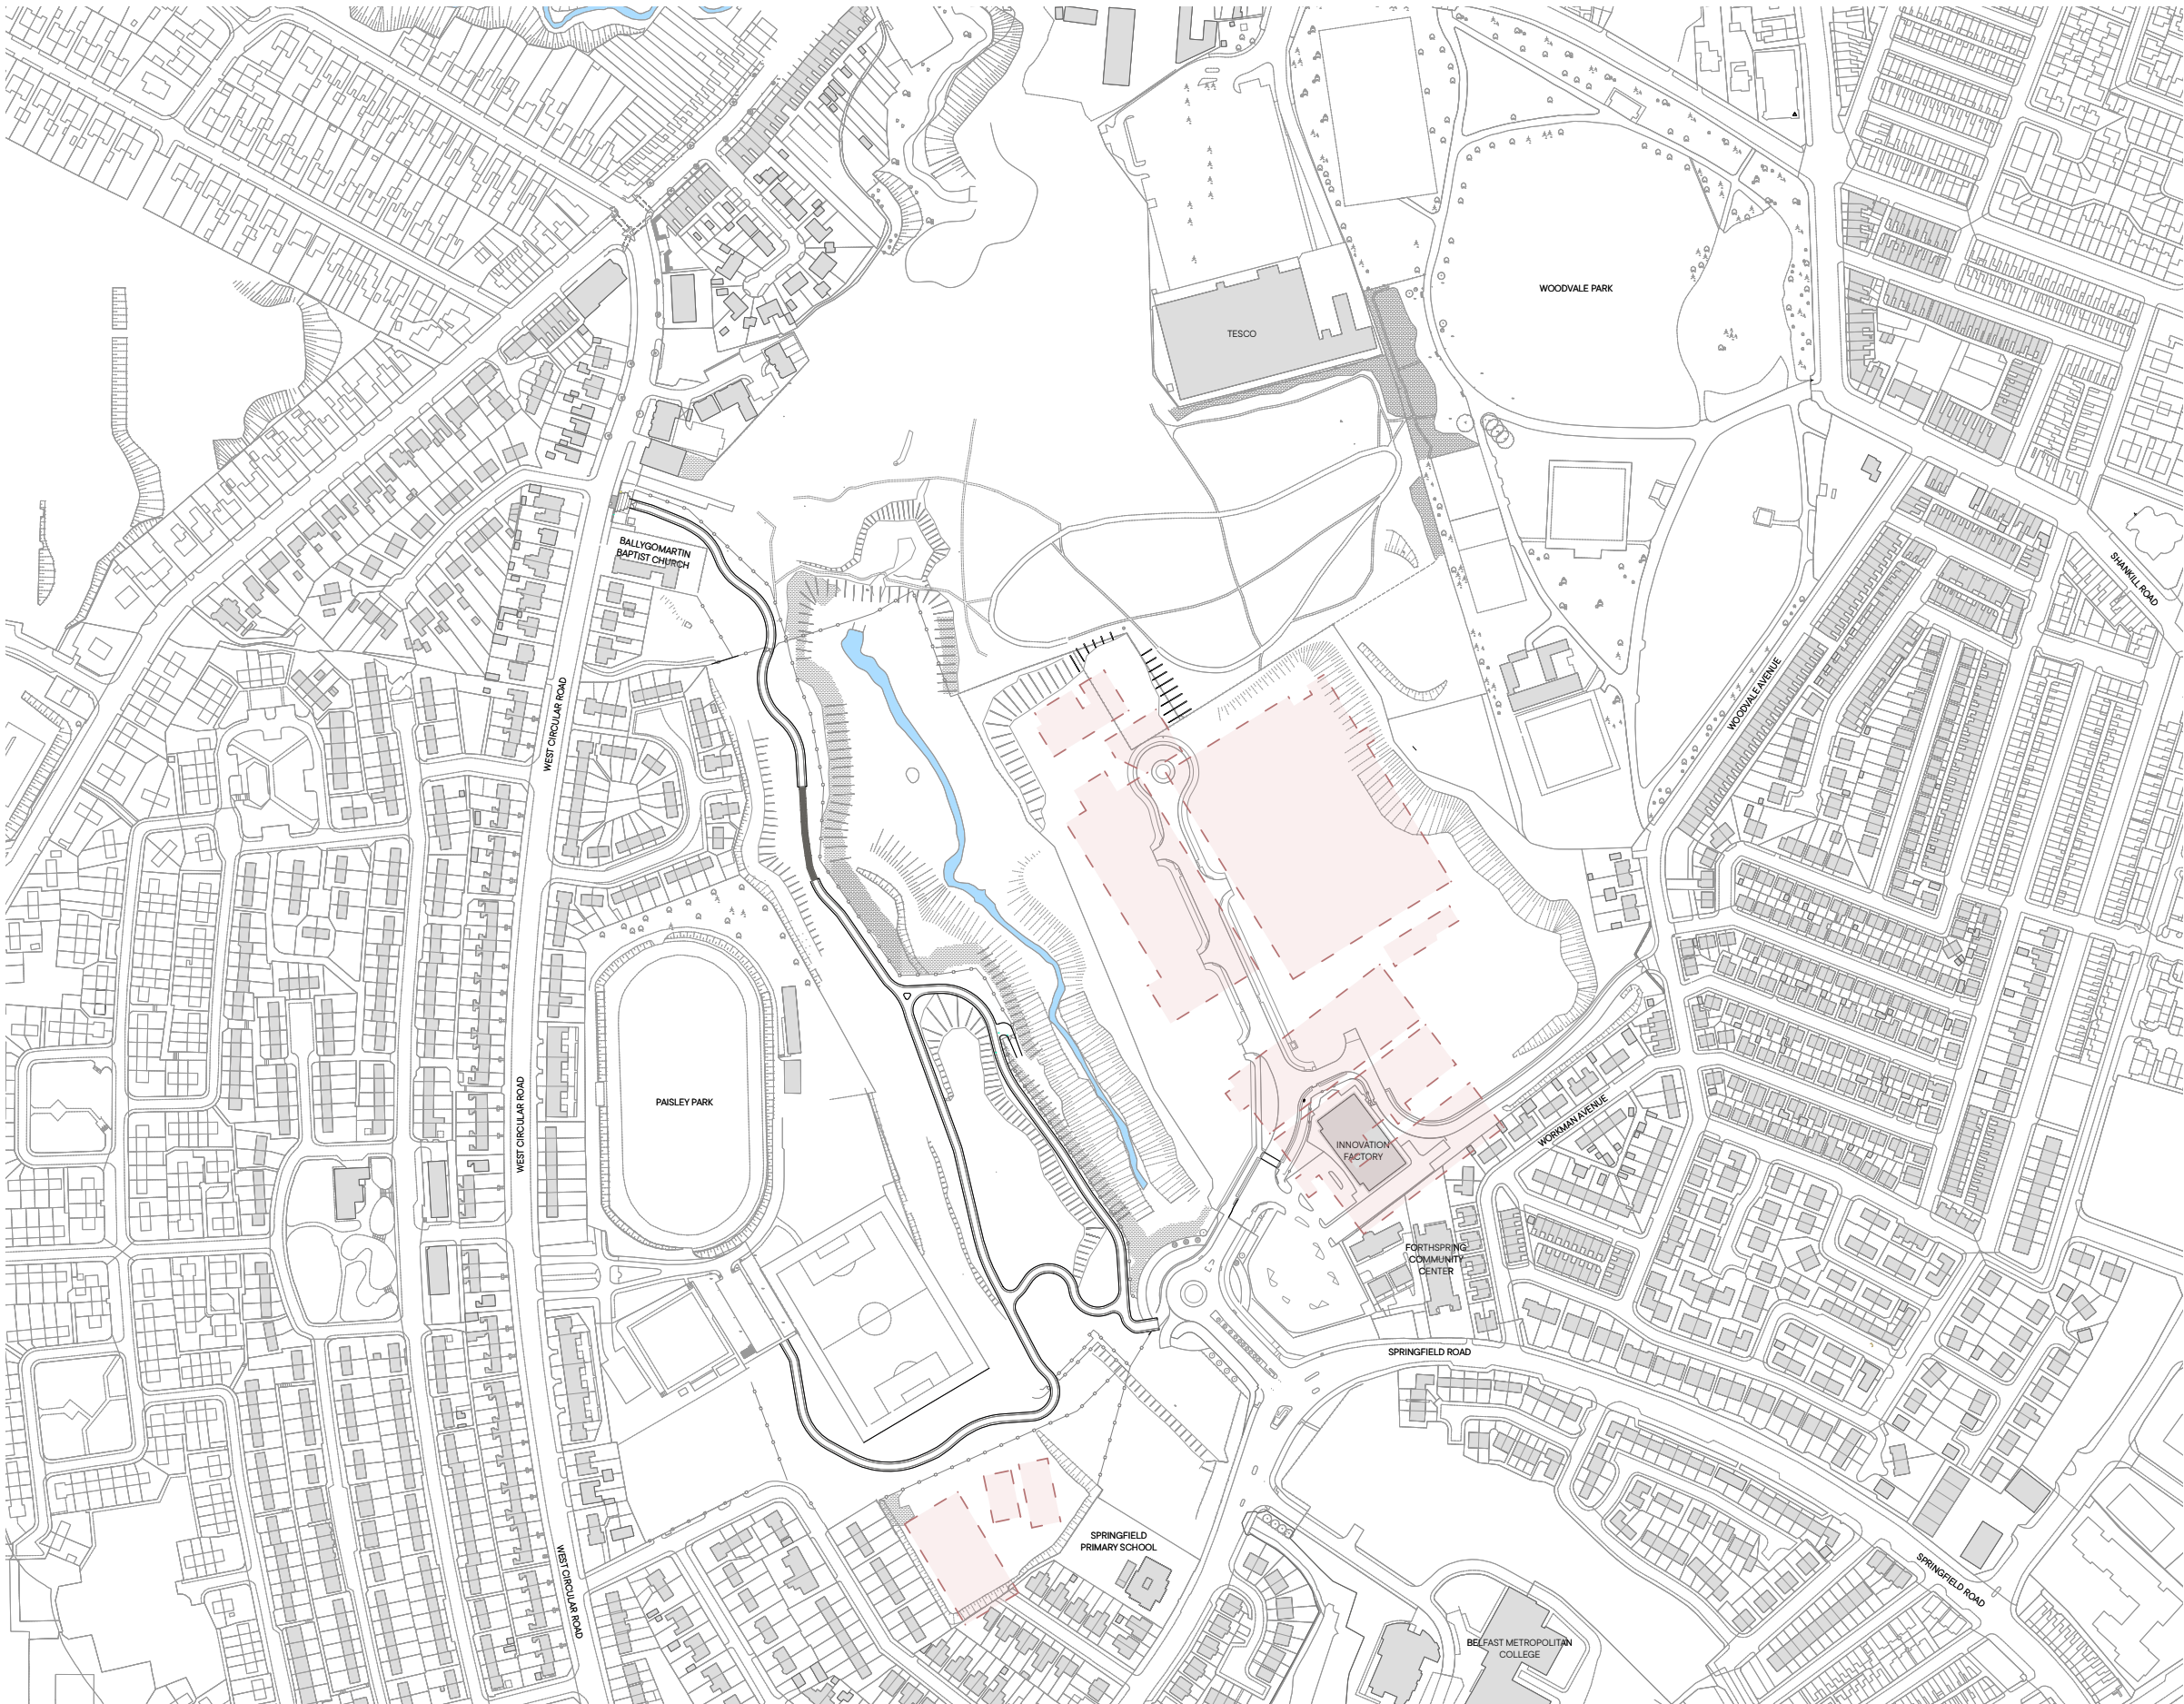 WOODVALE PARK
TESCO
BALLYGOMARTIN
BAPTIST CHURCH
SHANKILL ROAD
WEST CIRCULAR ROAD
WOODVALE AVENUE
PAISLEY PARK
WEST CIRCULAR ROAD
WORKMAN AVENUE
INNOVATION
FACTORY
FORTHSPRING
COMMUNITY
CENTER
SPRINGFIELD ROAD
SPRINGFIELD
PRIMARY SCHOOL
WEST CIRCULAR ROAD
SPRINGFIELD ROAD
BELFAST METROPOLITAN
COLLEGE